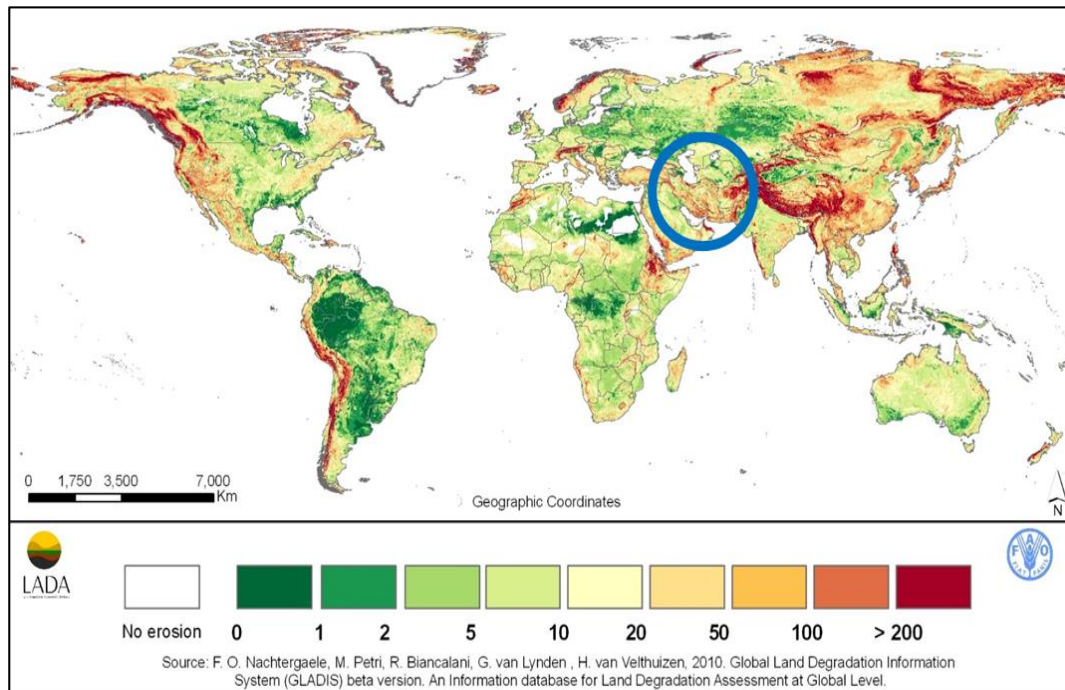 0 1,750 3,500 7,000
Km
Geographic Coordinates
N
LADA
F A O
FIAT PANIS
No erosion 0 1 2 5 10 20 50 100 > 200
Source: F. O. Nachtergaele, M. Petri, R. Biancalani, G. van Lynden , H. van Velthuizen, 2010. Global Land Degradation Information
System (GLADIS) beta version. An Information database for Land Degradation Assessment at Global Level.